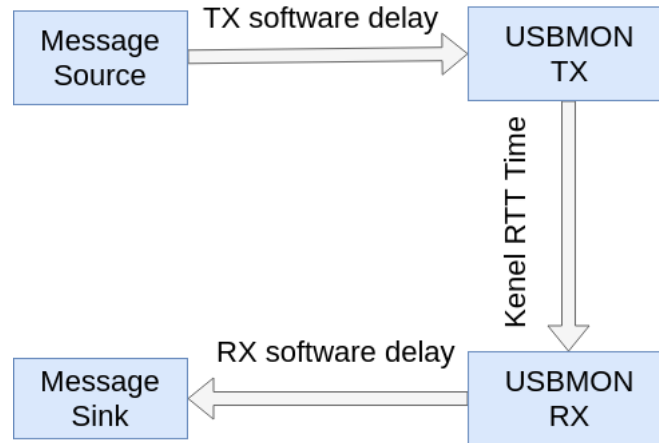 Message
Source
TX software delay
USBMON
TX
Kenel RTT Time
Message
Sink
RX software delay
USBMON
RX